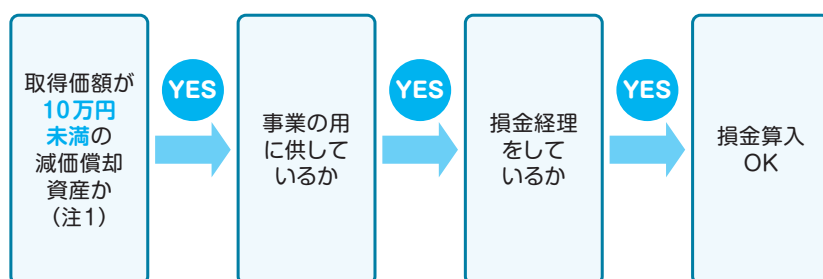 取得価額が
10万円
未満の
減価償却
資産か
（注1）
YES
事業の用
に供して
いるか
YES
損金経理
をして
いるか
YES
損金算入
OK